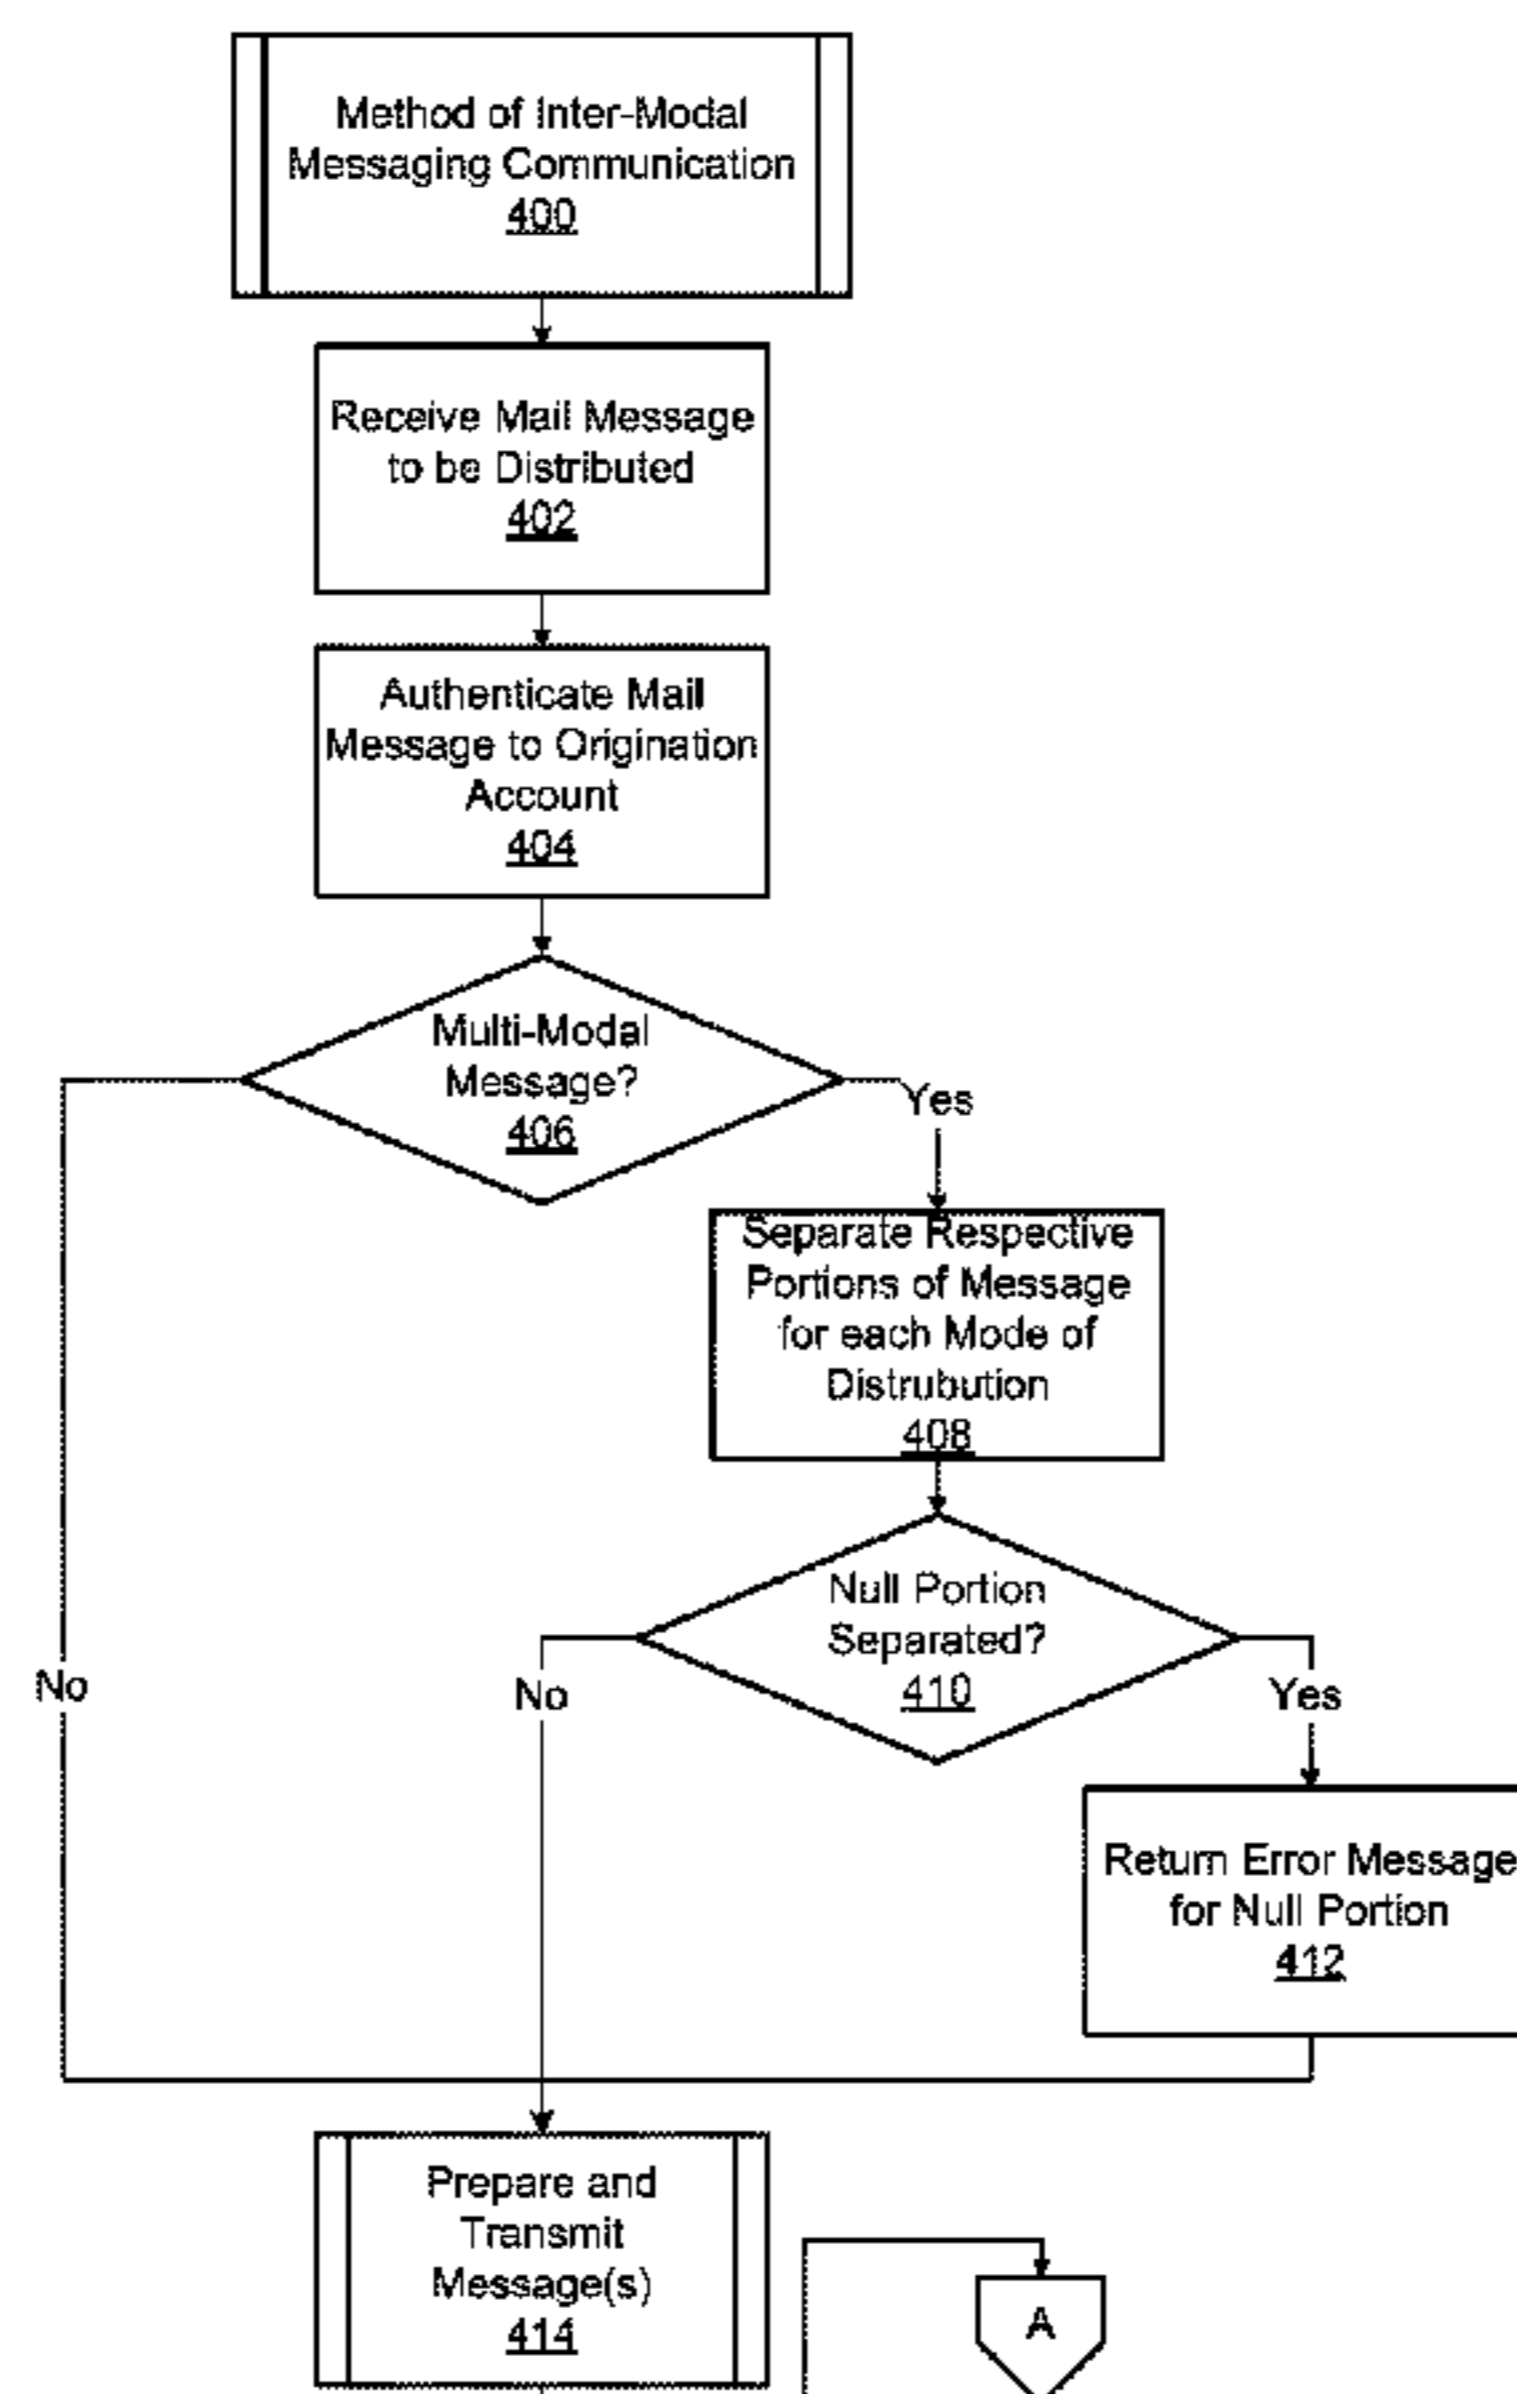 Method of Inter-Modal
Messaging Communication
400
Receive Mail Message
to be Distributed
402
Authenticate Mail
Message to Origination
Account
404
Multi-Modal
Message?
406
Yes
Separate Respective
Portions of Message
for each Mode of
Distrubution
408
Null Portion
Separated?
410
No
No
Yes
Return Error Message
for Null Portion
412
Prepare and
Transmit
Message(s)
414
A